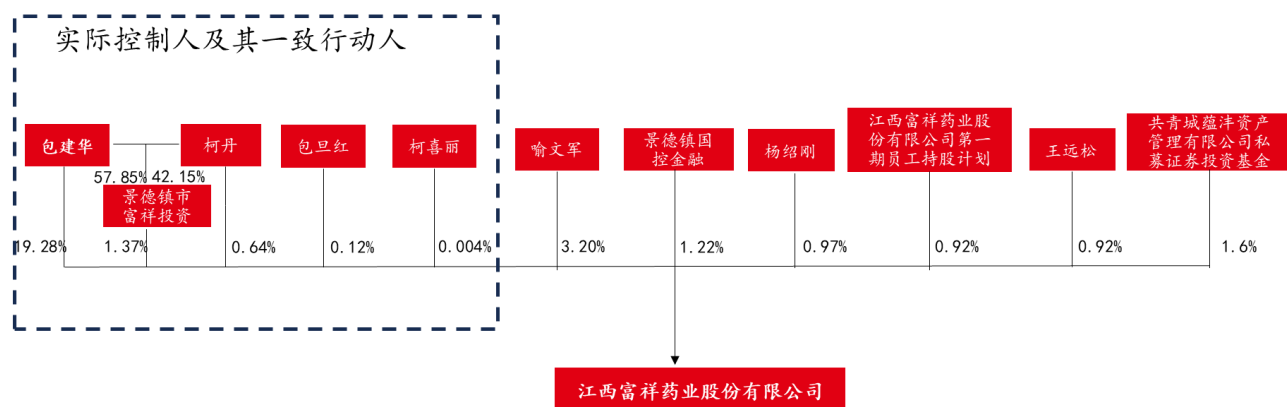 实际控制人及其一致行动人
包建华
柯丹
包旦红
柯喜丽
喻文军
景德镇国
控金融
杨绍刚
江西富祥药业股
份有限公司第一
期员工持股计划
王远松
共青城蕴沣资产
管理有限公司私
募证券投资基金
57.85%
42.15%
景德镇市
富祥投资
19.28%
1.37%
0.64%
0.12%
0.004%
3.20%
1.22%
0.97%
0.92%
0.92%
1.6%
江西富祥药业股份有限公司